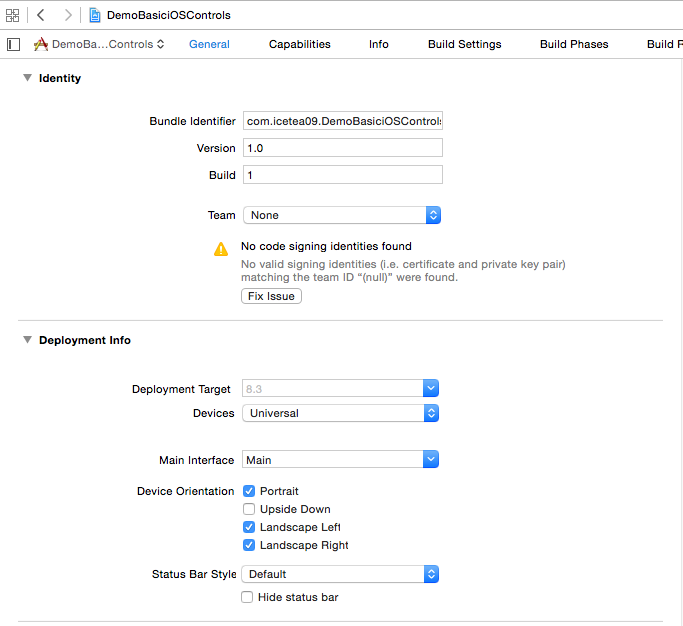 DemoBasiciOSControls
DemoBa...Controls General Capabilities Info Build Settings Build Phases Build R
Identity
Bundle Identifier com.icetea09.DemoBasiciOSControls
Version 1.0
Build 1
Team None
No code signing identities found
No valid signing identities (i.e. certificate and private key pair)
matching the team ID “(null)” were found.
Fix Issue
Deployment Info
Deployment Target 8.3
Devices Universal
Main Interface Main
Device Orientation Portrait
Upside Down
Landscape Left
Landscape Right
Status Bar Style Default
Hide status bar